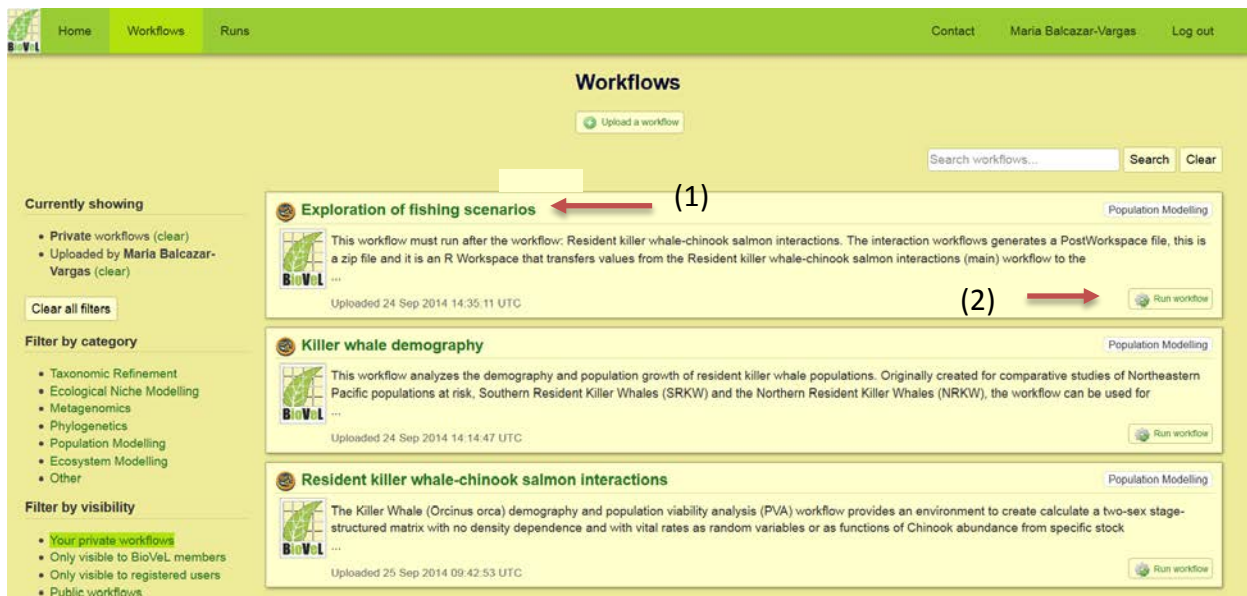 BioVeL
Home Workflows Runs Contact Maria Balcazar-Vargas Log out
Workflows
Upload a workflow
Search workflows... Search Clear
Currently showing
• Private workflows (clear)
• Uploaded by Maria Balcazar-
Vargas (clear)
Clear all filters
Filter by category
• Taxonomic Refinement
• Ecological Niche Modelling
• Metagenomics
• Phylogenetics
• Population Modelling
• Ecosystem Modelling
• Other
Filter by visibility
• Your private workflows
• Only visible to BioVeL members
• Only visible to registered users
• Public workflows
Exploration of fishing scenarios (1) Population Modelling
This workflow must run after the workflow: Resident killer whale-chinook salmon interactions. The interaction workflows generates a PostWorkspace file, this is
a zip file and it is an R Workspace that transfers values from the Resident killer whale-chinook salmon interactions (main) workflow to the
...
BioVeL
Uploaded 24 Sep 2014 14:35:11 UTC (2) Run workflow
Killer whale demography Population Modelling
This workflow analyzes the demography and population growth of resident killer whale populations. Originally created for comparative studies of Northeastern
Pacific populations at risk, Southern Resident Killer Whales (SRKW) and the Northern Resident Killer Whales (NRKW), the workflow can be used for
...
BioVeL
Uploaded 24 Sep 2014 14:14:47 UTC Run workflow
Resident killer whale-chinook salmon interactions Population Modelling
The Killer Whale (Orcinus orca) demography and population viability analysis (PVA) workflow provides an environment to create calculate a two-sex stage-
structured matrix with no density dependence and with vital rates as random variables or as functions of Chinook abundance from specific stock
...
BioVeL
Uploaded 25 Sep 2014 09:42:53 UTC Run workflow